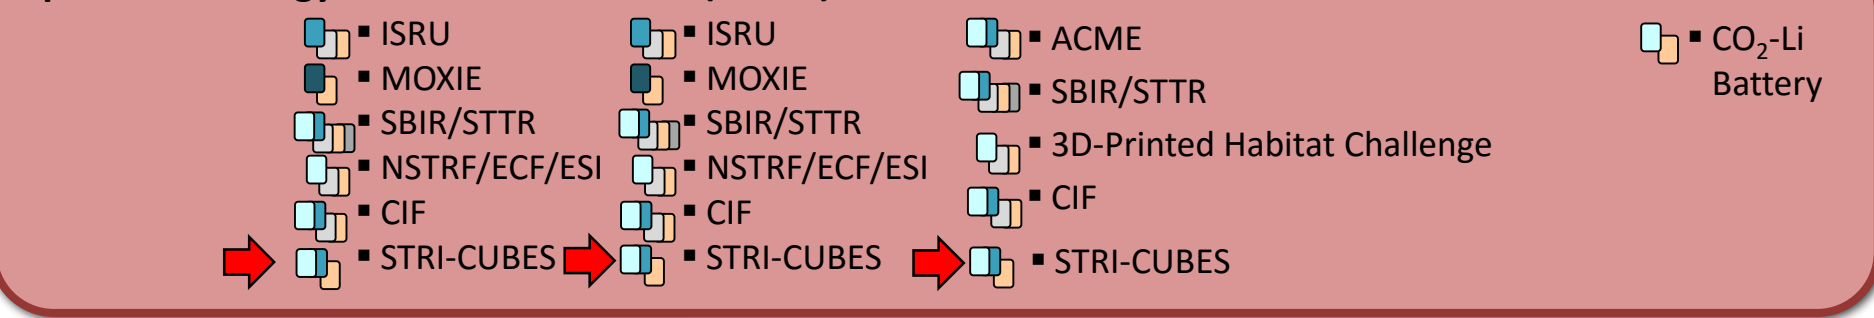 ▪ ISRU
▪ MOXIE
▪ SBIR/STTR
▪ NSTRF/ECF/ESI
▪ CIF
▪ STRI-CUBES
▪ ISRU
▪ MOXIE
▪ SBIR/STTR
▪ NSTRF/ECF/ESI
▪ CIF
▪ STRI-CUBES
▪ ACME
▪ SBIR/STTR
▪ 3D-Printed Habitat Challenge
▪ CIF
▪ STRI-CUBES
▪ CO₂-Li
Battery